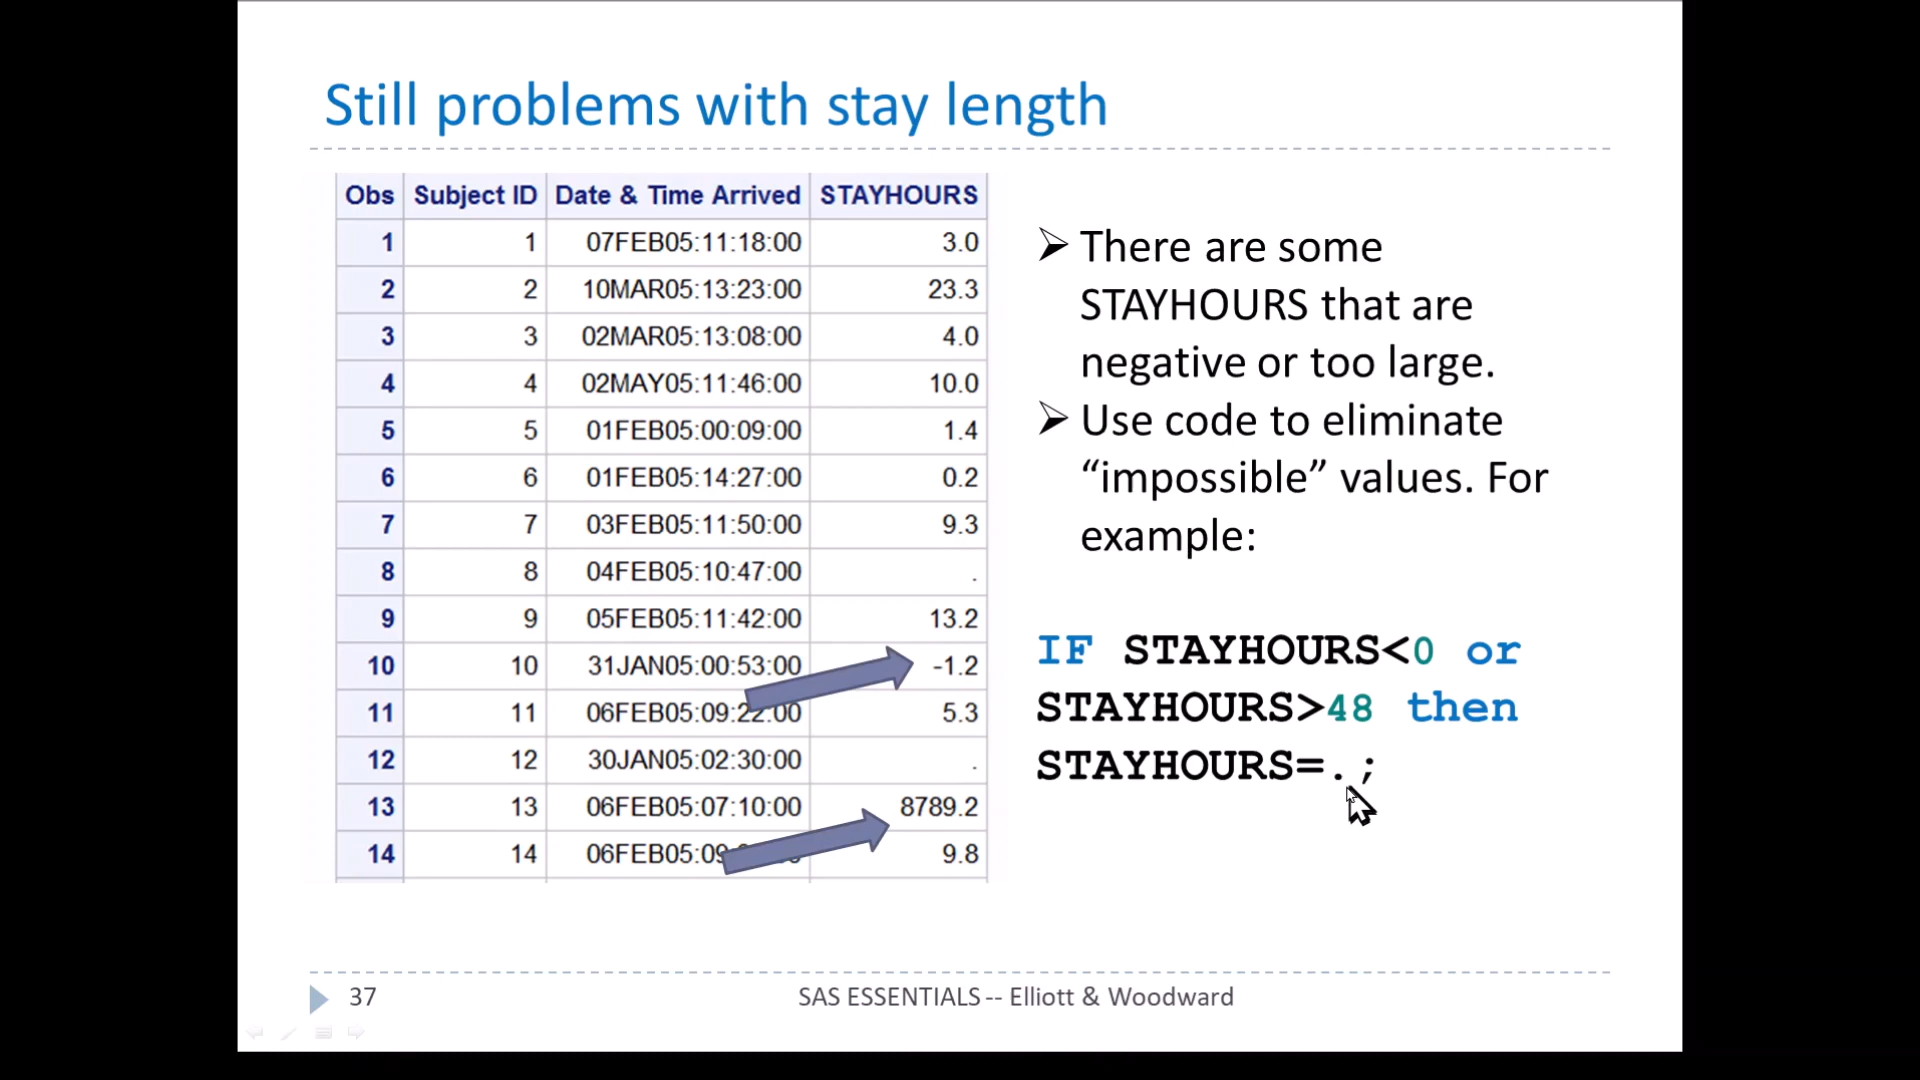 Still problems with stay length
Obs Subject ID Date & Time Arrived STAYHOURS
1 1 07FEB05:11:18:00 3.0
2 2 10MAR05:13:23:00 23.3
3 3 02MAR05:13:08:00 4.0
4 4 02MAY05:11:46:00 10.0
5 5 01FEB05:00:09:00 1.4
6 6 01FEB05:14:27:00 0.2
7 7 03FEB05:11:50:00 9.3
8 8 04FEB05:10:47:00 .
9 9 05FEB05:11:42:00 13.2
10 10 31JAN05:00:53:00 -1.2
11 11 06FEB05:09:22:00 5.3
12 12 30JAN05:02:30:00 .
13 13 06FEB05:07:10:00 8789.2
14 14 9.8
➢ There are some
STAYHOURS that are
negative or too large.
➢ Use code to eliminate
“impossible” values. For
example:
IF STAYHOURS<0 or
STAYHOURS>48 then
STAYHOURS=.;
37
SAS ESSENTIALS -- Elliott & Woodward